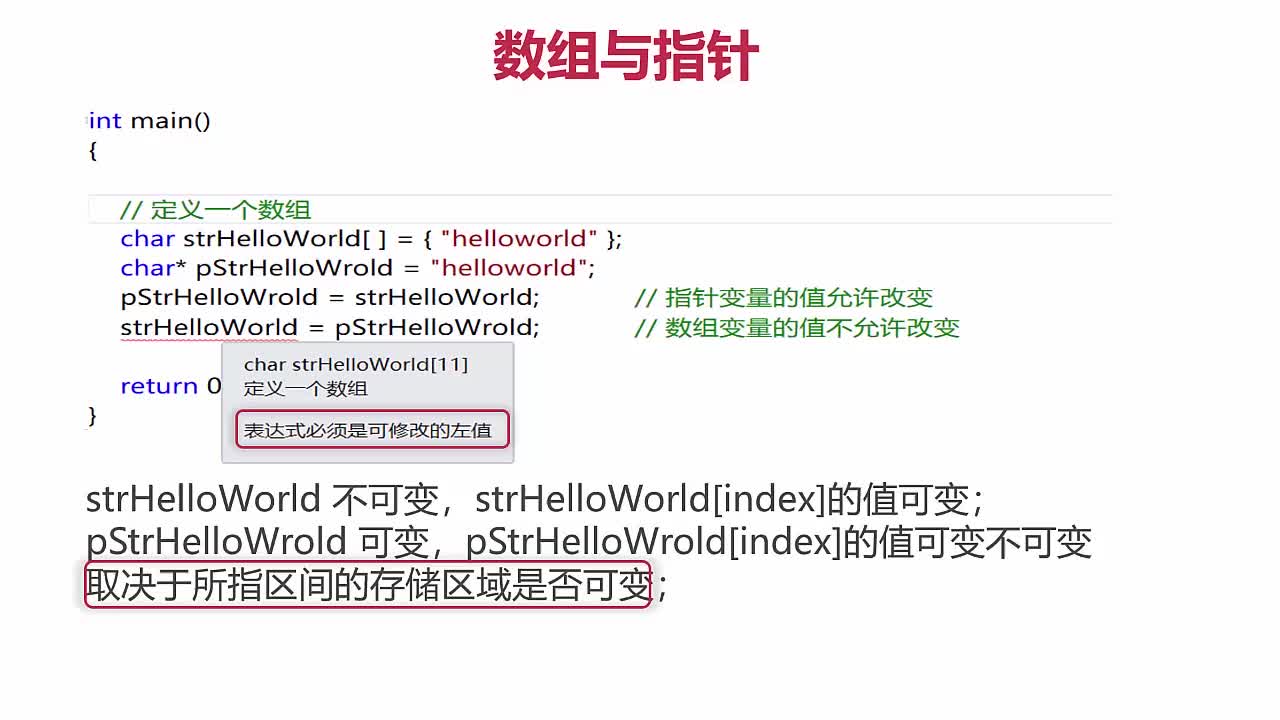 数组与指针
int main()
{
// 定义一个数组
char strHelloWorld[ ] = { "helloworld" };
char* pStrHelloWrold = "helloworld";
pStrHelloWrold = strHelloWorld; // 指针变量的值允许改变
strHelloWorld = pStrHelloWrold; // 数组变量的值不允许改变
char strHelloWorld[11]
return 0
定义一个数组
}
表达式必须是可修改的左值
strHelloWorld 不可变，strHelloWorld[index]的值可变；
pStrHelloWrold 可变，pStrHelloWrold[index]的值可变不可变
取决于所指区间的存储区域是否可变；